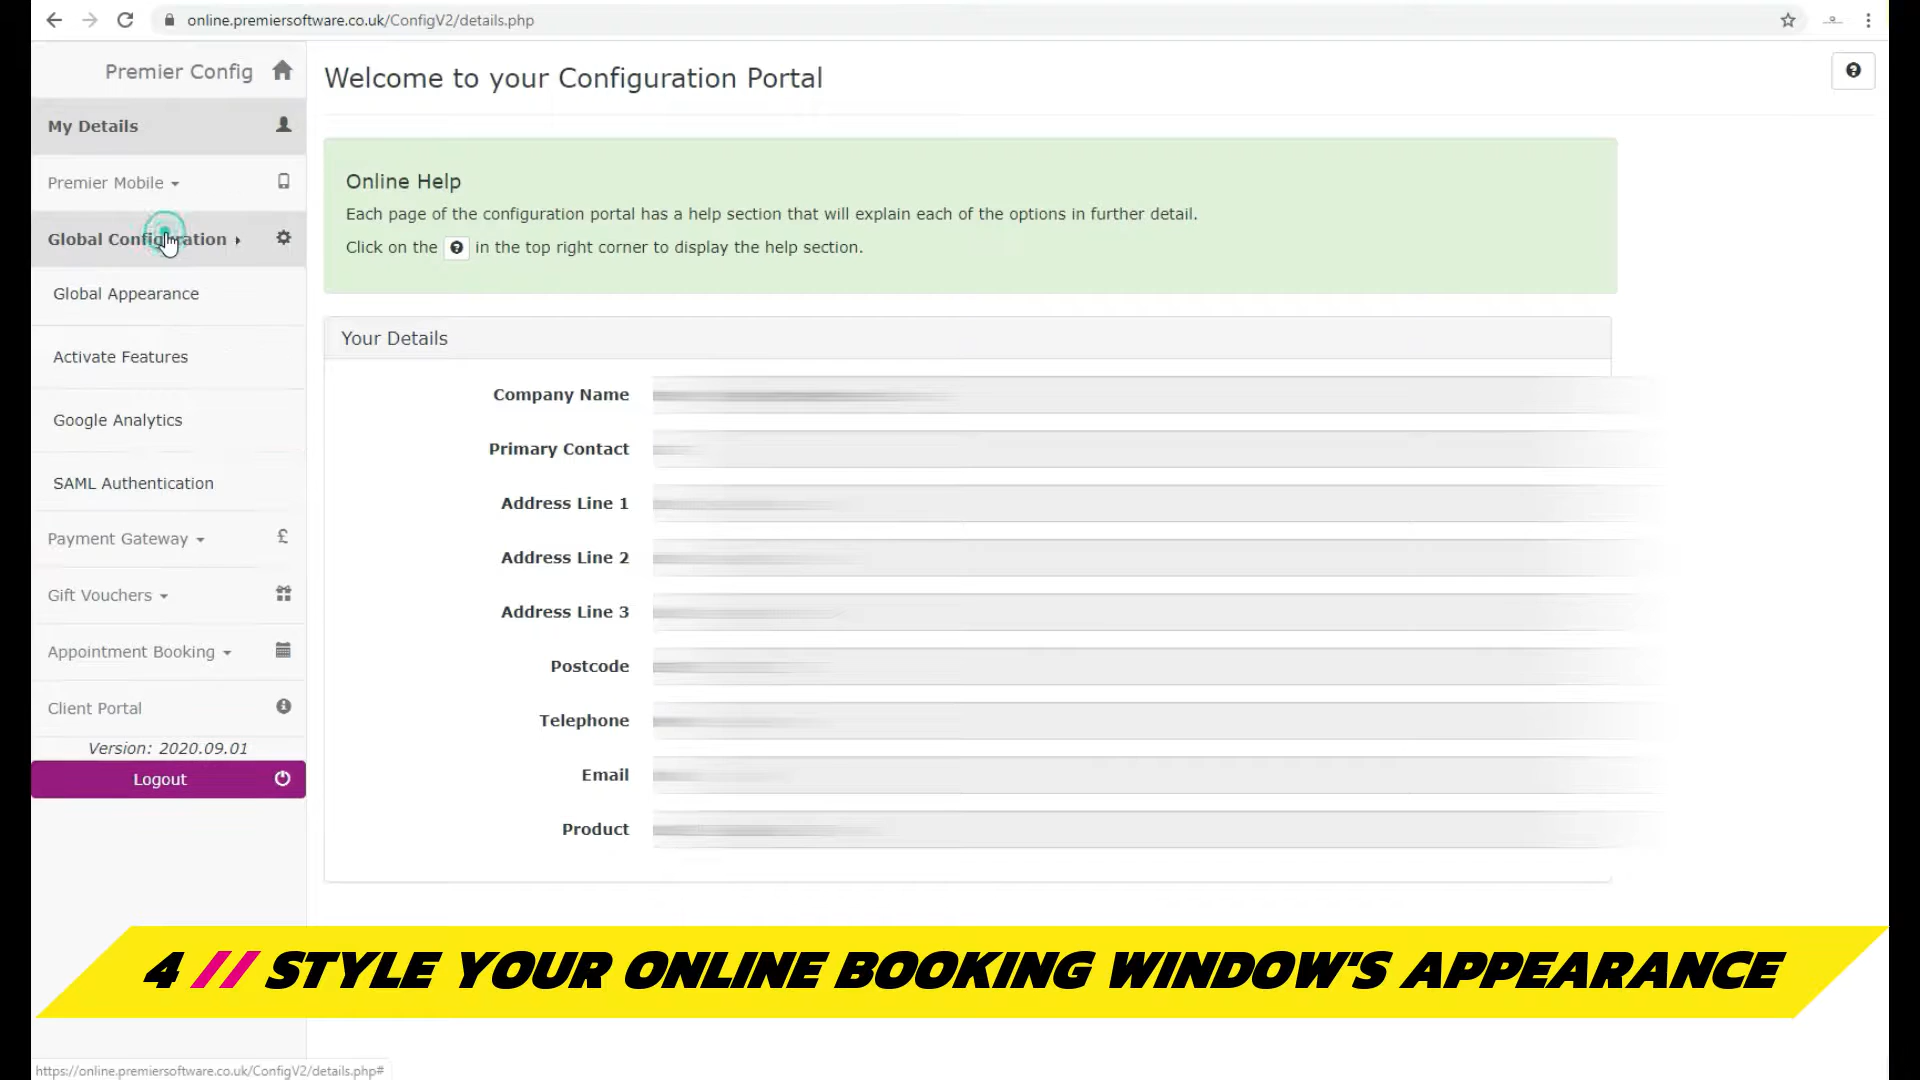 online.premiersoftware.co.uk/ConfigV2/details.php
Premier Config
My Details
Premier Mobile
Global Configuration
Global Appearance
Activate Features
Google Analytics
SAML Authentication
Payment Gateway
£
Gift Vouchers
Appointment Booking
Client Portal
Version: 2020.09.01
Logout
Welcome to your Configuration Portal
Online Help
Each page of the configuration portal has a help section that will explain each of the options in further detail.
Click on the ? in the top right corner to display the help section.
Your Details
Company Name
Primary Contact
Address Line 1
Address Line 2
Address Line 3
Postcode
Telephone
Email
Product
4 // STYLE YOUR ONLINE BOOKING WINDOW'S APPEARANCE
https://online.premiersoftware.co.uk/ConfigV2/details.php#